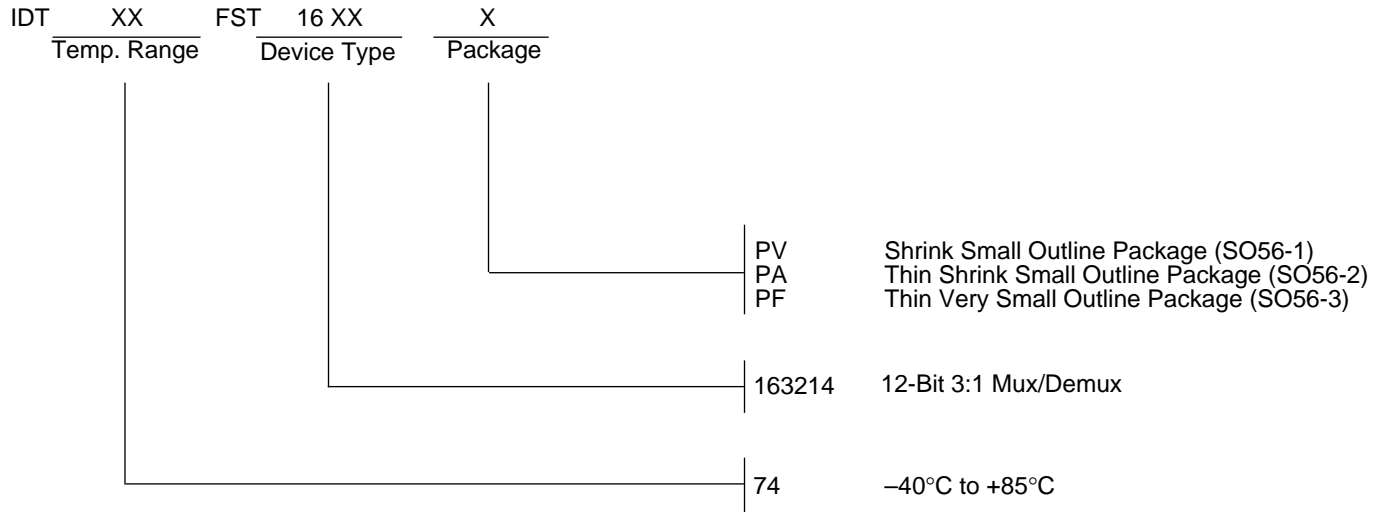 IDT XX FST 16 XX X
Temp. Range Device Type Package
PV Shrink Small Outline Package (SO56-1)
PA Thin Shrink Small Outline Package (SO56-2)
PF Thin Very Small Outline Package (SO56-3)
163214 12-Bit 3:1 Mux/Demux
74 –40°C to +85°C